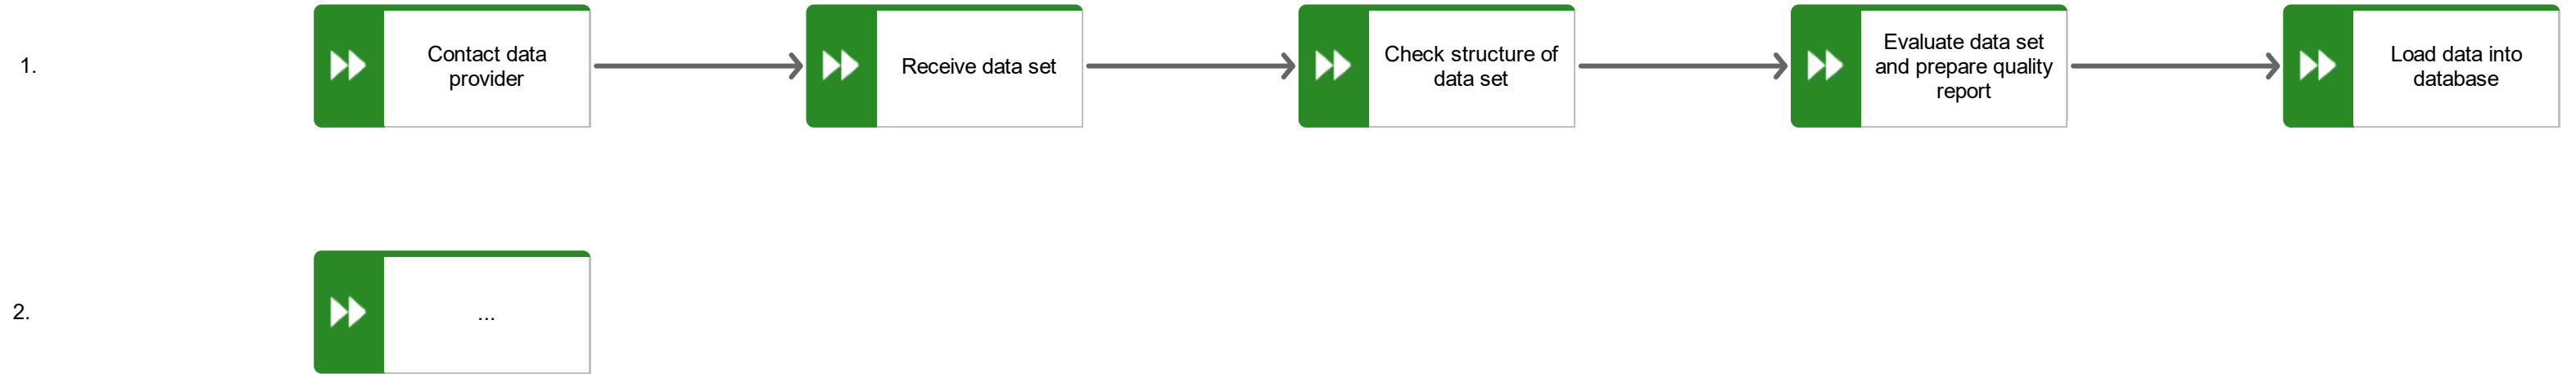 1.
Contact data
provider
Receive data set
Check structure of
data set
Evaluate data set
and prepare quality
report
Load data into
database
2.
...